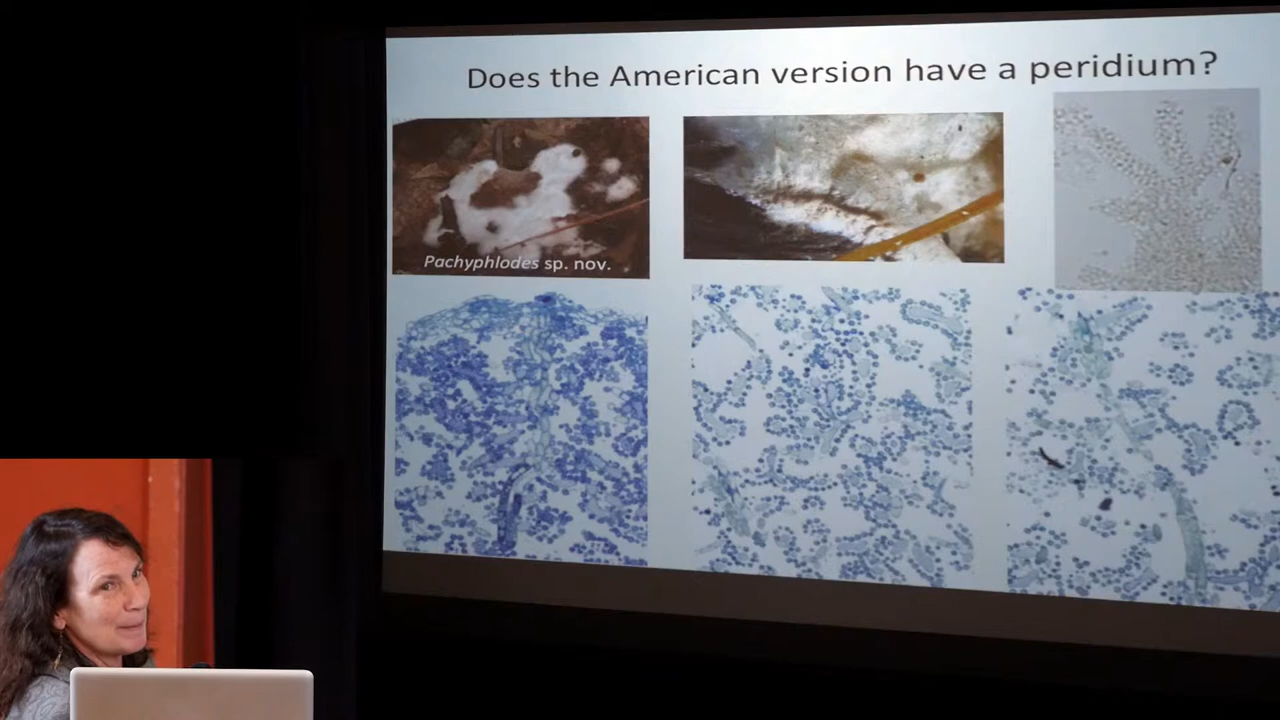 Does the American version have a peridium?
Pachyphlodes sp. nov.